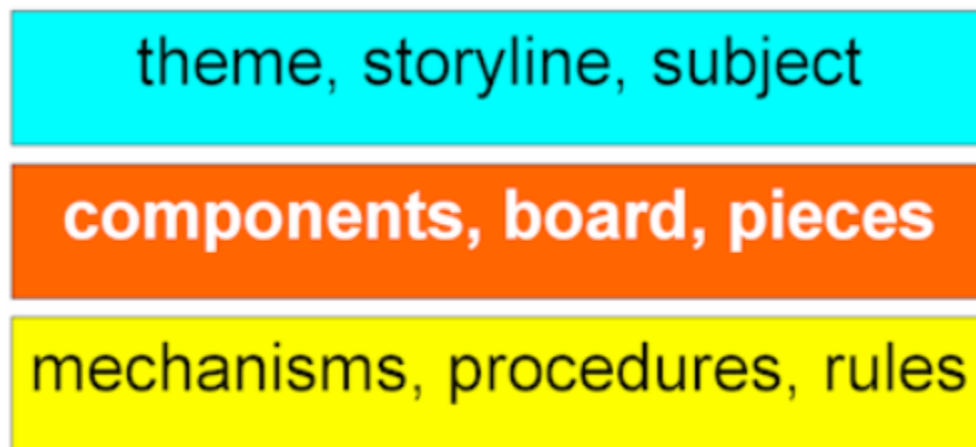 theme, storyline, subject
components, board, pieces
mechanisms, procedures, rules